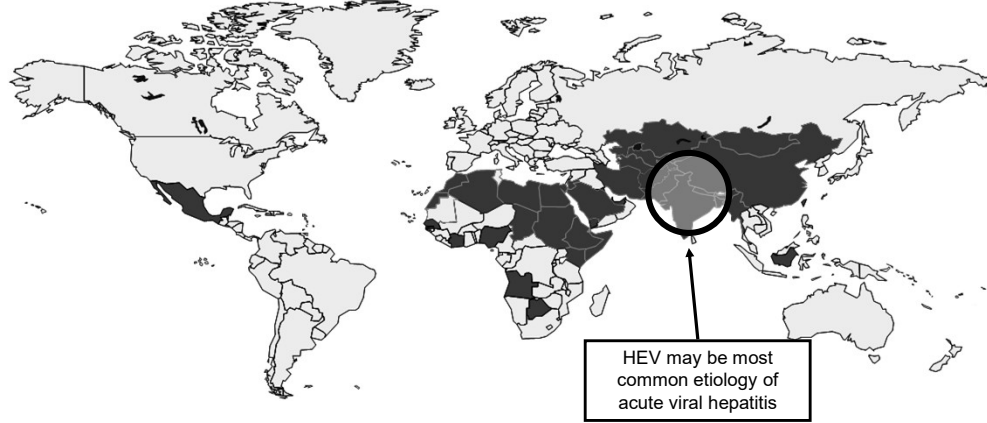 HEV may be most
common etiology of
acute viral hepatitis